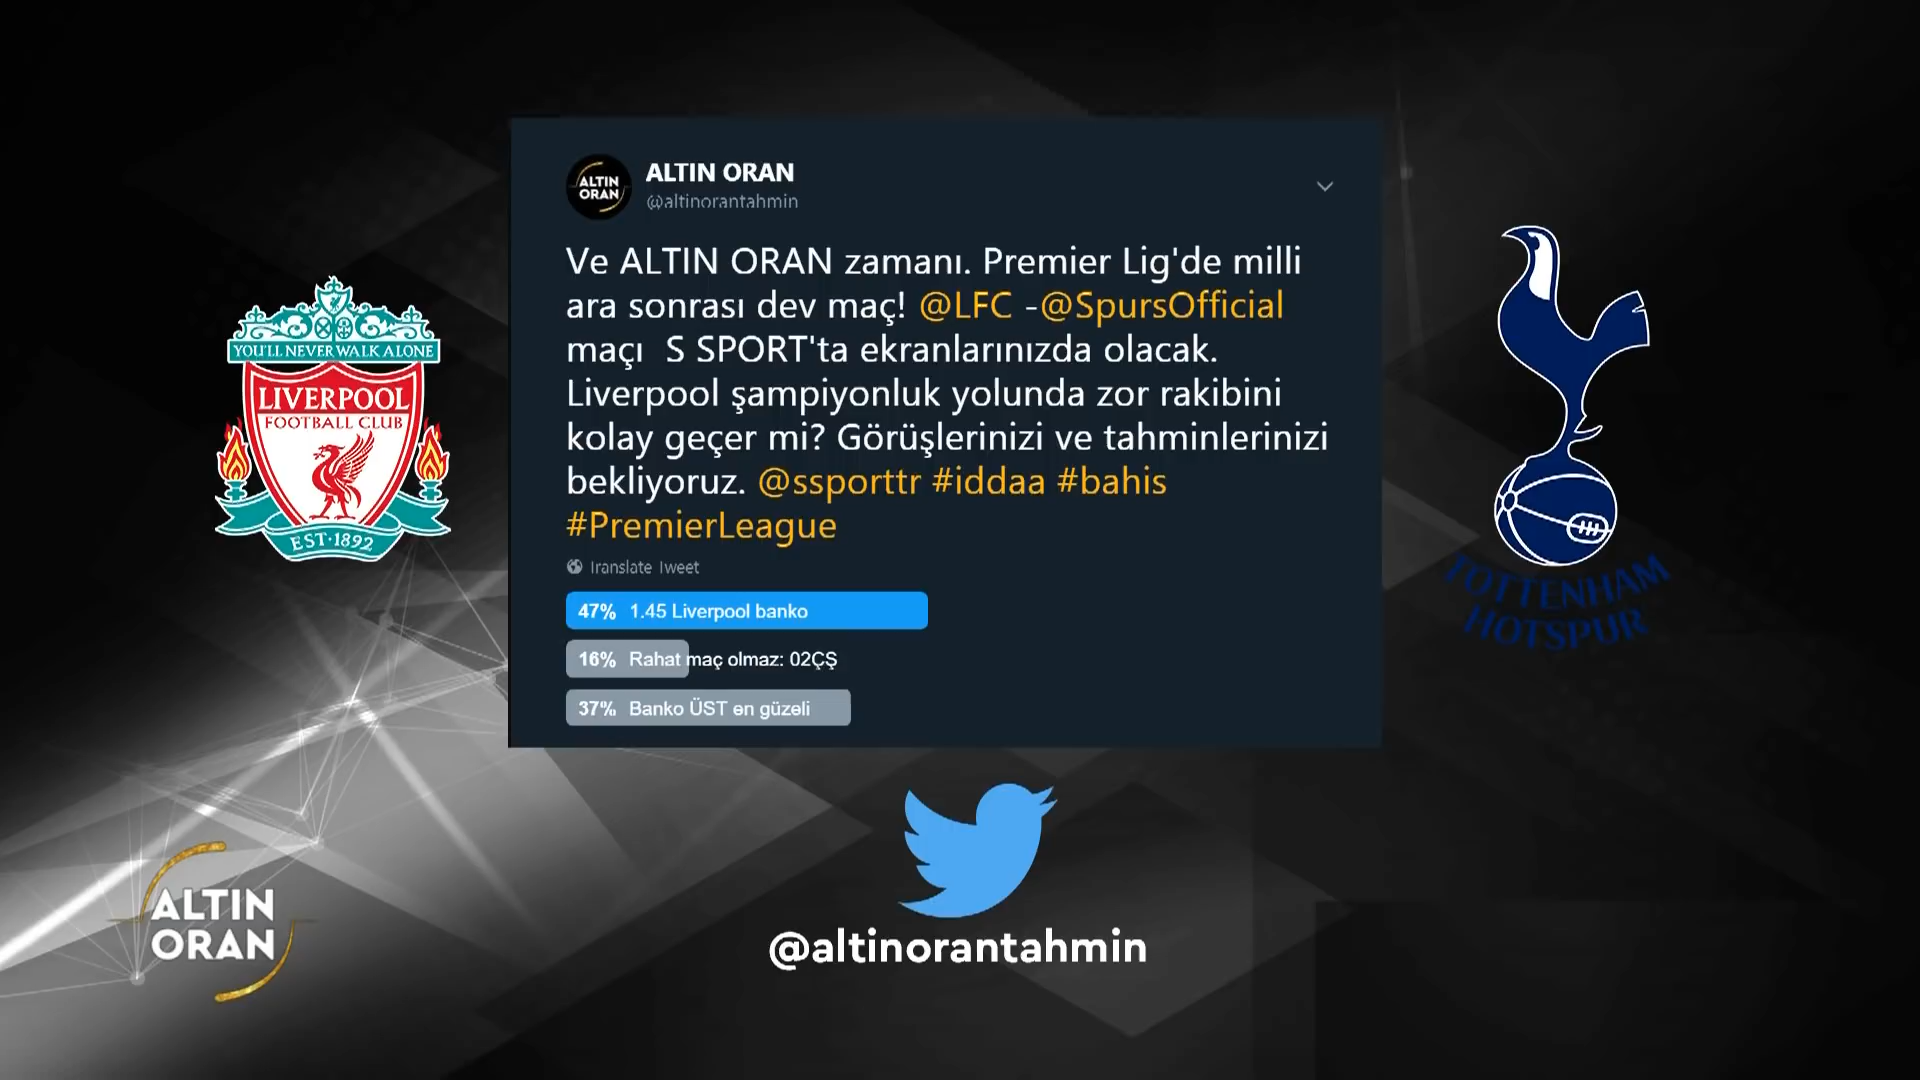 ALTIN ORAN
ALTIN
ORAN
@altinorantahmin
Ve ALTIN ORAN zamanı. Premier Lig'de milli
ara sonrası dev maç! @LFC -@SpursOfficial
maçı S SPORT'ta ekranlarınızda olacak.
Liverpool şampiyonluk yolunda zor rakibini
kolay geçer mi? Görüşlerinizi ve tahminlerinizi
bekliyoruz. @ssporttr #iddaa #bahis
#PremierLeague
Translate Tweet
47% 1.45 Liverpool banko
16% Rahat maç olmaz: 02ÇŞ
37% Banko ÜST en güzeli
YOU'LL NEVER WALK ALONE
LIVERPOOL
FOOTBALL CLUB
EST·1892
TOTTENHAM
HOTSPUR
ALTIN
ORAN
@altinorantahmin